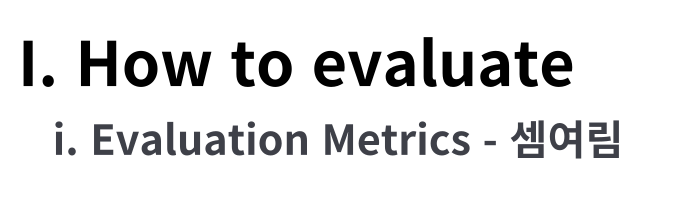 I. How to evaluate
i. Evaluation Metrics - 셈여림